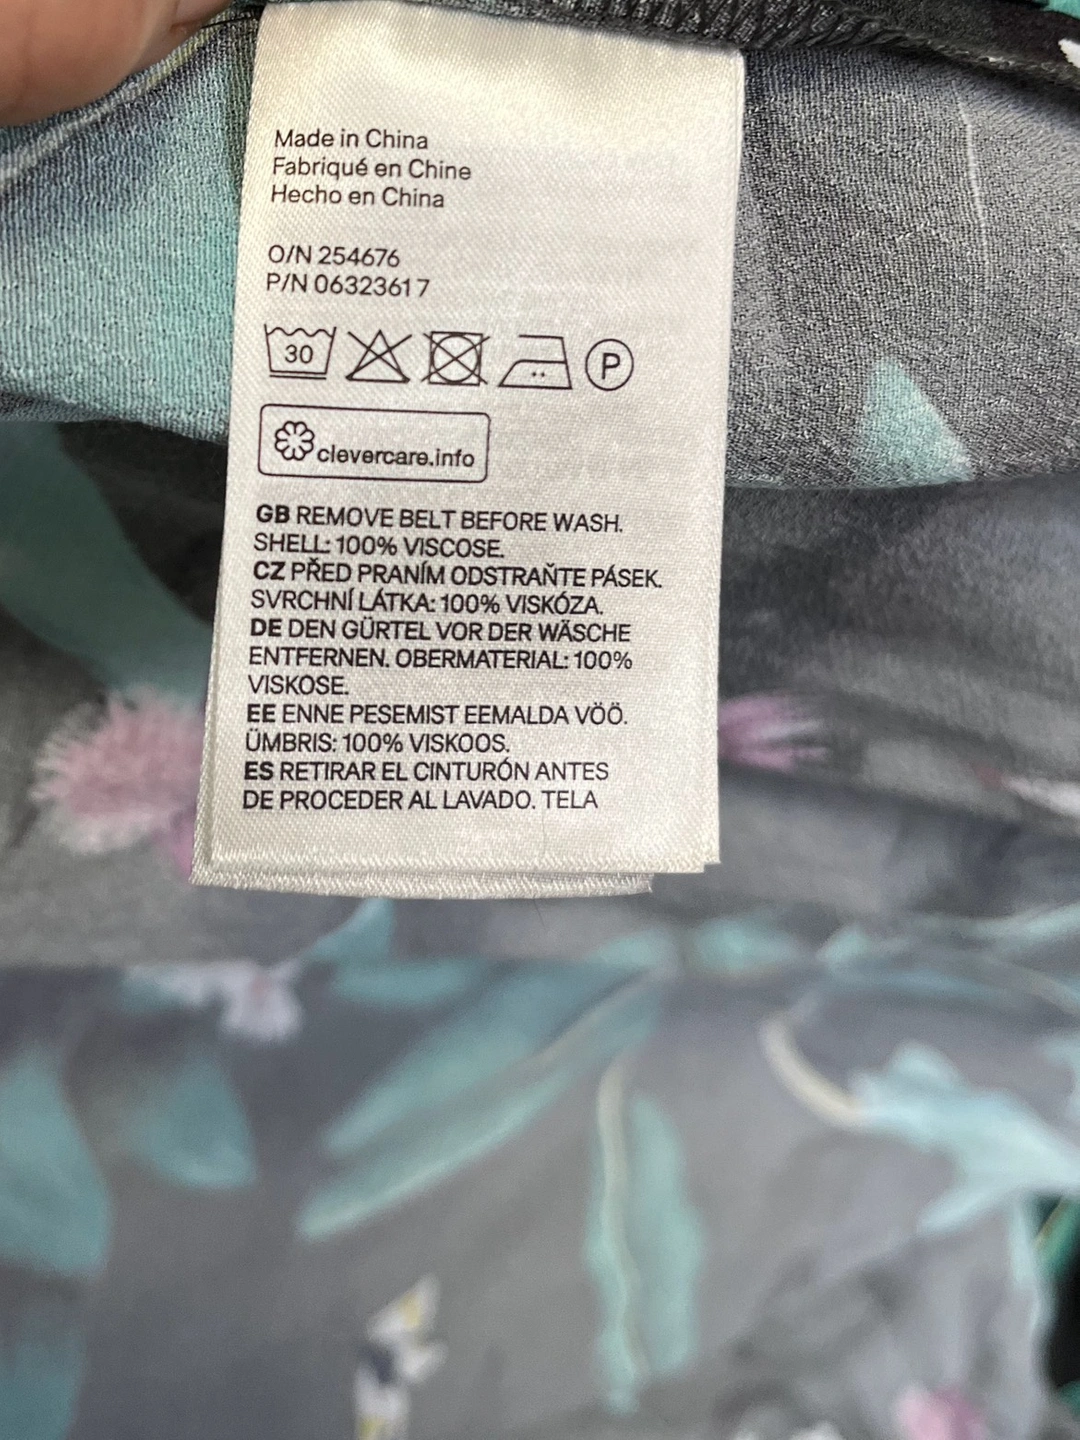 Made in China
Fabriqué en Chine
Hecho en China
O/N 254676
P/N 06323617
30
P
clevercare.info
GB REMOVE BELT BEFORE WASH.
SHELL: 100% VISCOSE.
CZ PŘED PRANÍM ODSTRAŇTE PÁSEK.
SVRCHNÍ LÁTKA: 100% VISKÓZA.
DE DEN GÜRTEL VOR DER WÄSCHE
ENTFERNEN. OBERMATERIAL: 100%
VISKOSE.
EE ENNE PESEMIST EEMALDA VÖÖ.
ÜMBRIS: 100% VISKOOS.
ES RETIRAR EL CINTURÓN ANTES
DE PROCEDER AL LAVADO. TELA